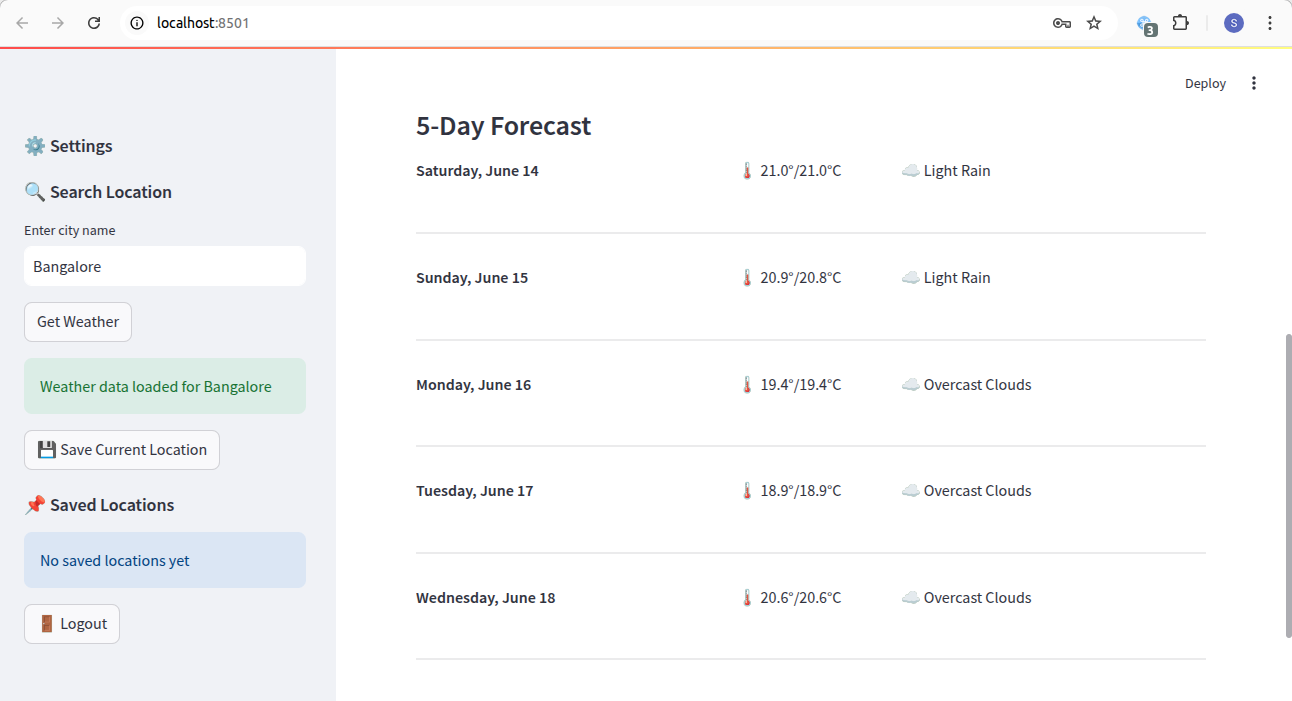 localhost:8501
3
S
Deploy
⚙️ Settings
🔍 Search Location
Enter city name
Bangalore
Get Weather
Weather data loaded for Bangalore
💾 Save Current Location
📌 Saved Locations
No saved locations yet
🚪 Logout
5-Day Forecast
Saturday, June 14 🌡️ 21.0°/21.0°C ☁️ Light Rain
Sunday, June 15 🌡️ 20.9°/20.8°C ☁️ Light Rain
Monday, June 16 🌡️ 19.4°/19.4°C ☁️ Overcast Clouds
Tuesday, June 17 🌡️ 18.9°/18.9°C ☁️ Overcast Clouds
Wednesday, June 18 🌡️ 20.6°/20.6°C ☁️ Overcast Clouds